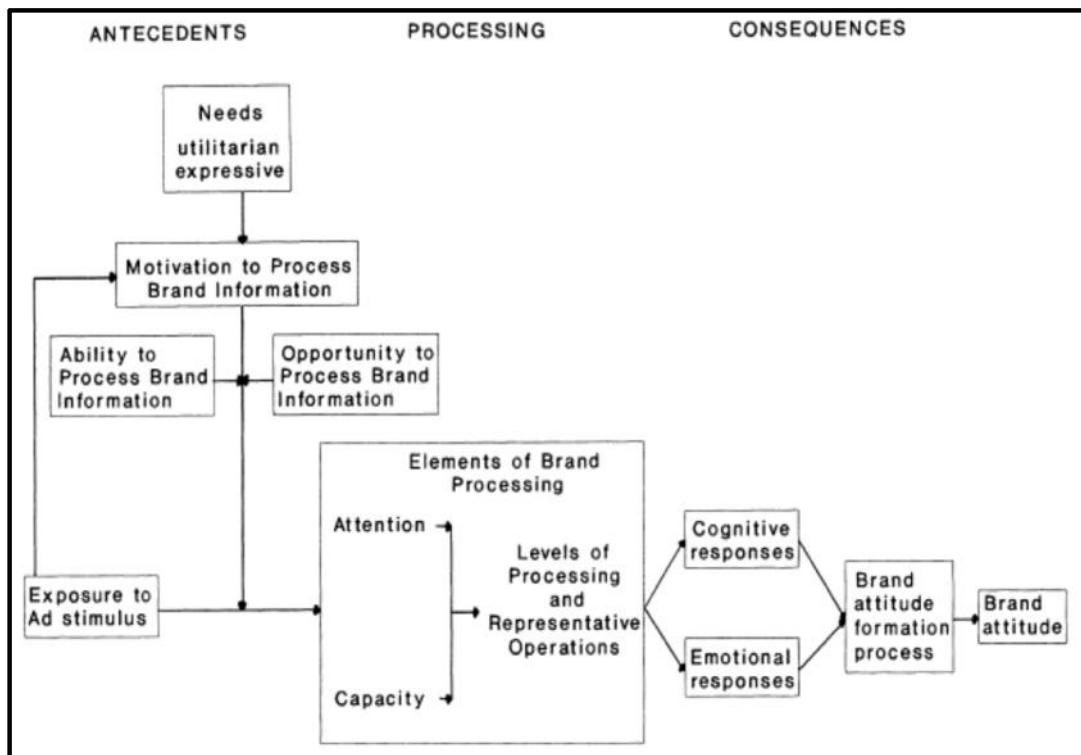 ANTECEDENTS
PROCESSING
CONSEQUENCES
Needs
utilitarian
expressive
Motivation to Process
Brand Information
Ability to
Process Brand
Information
Opportunity to
Process Brand
Information
Exposure to
Ad stimulus
Elements of Brand
Processing
Attention
Levels of
Processing
and
Representative
Operations
Capacity
Cognitive
responses
Emotional
responses
Brand
attitude
formation
process
Brand
attitude